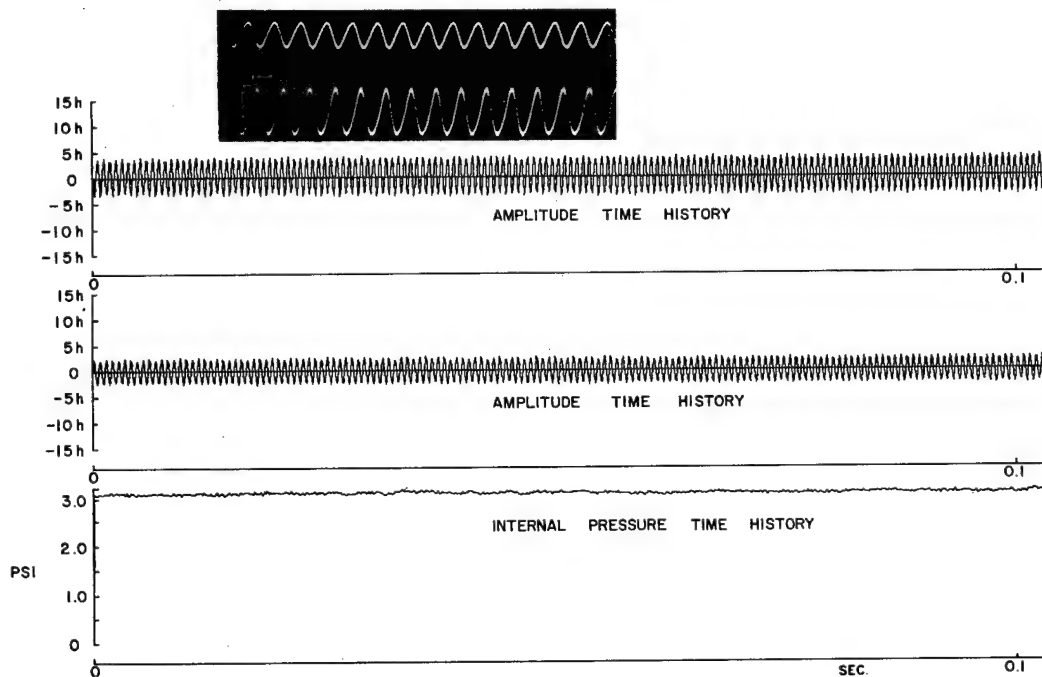 15h
10h
5h
0
-5h
-10h
-15h
AMPLITUDE TIME HISTORY
0 0.1
15h
10h
5h
0
-5h
-10h
-15h
AMPLITUDE TIME HISTORY
0 0.1
3.0
2.0
PSI
1.0
0
INTERNAL PRESSURE TIME HISTORY
0 SEC. 0.1